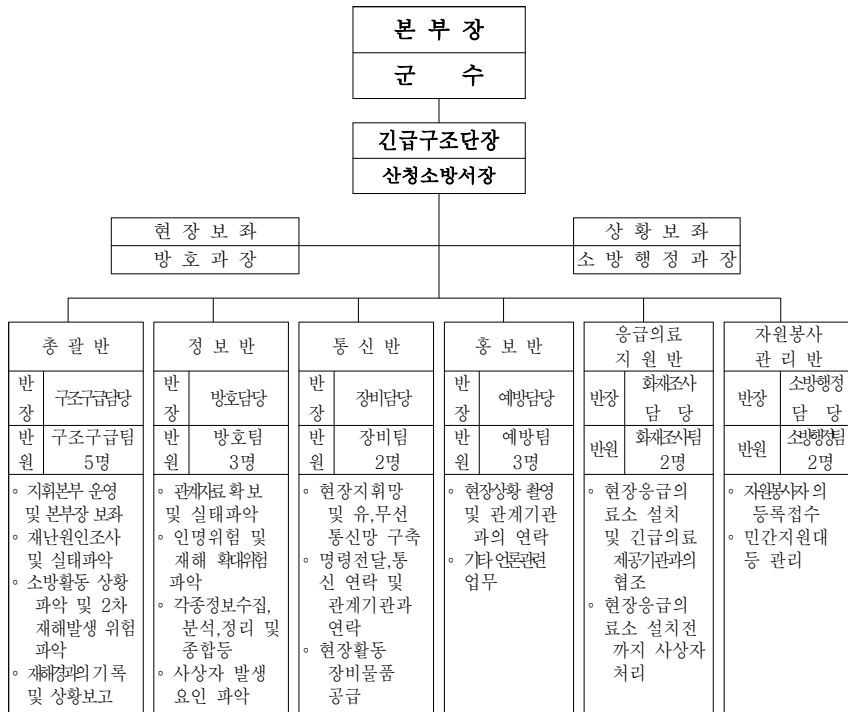 본 부 장
군 수
긴급구조단장
산청소방서장
현 장 보 좌
방 호 과 장
상 황 보 좌
소 방 행 정 과 장
총 괄 반
반장
구조구급담당
반원
구조구급팀
5명
◦ 지휘본부 운영
및 본부장 보좌
◦ 재난원인조사
및 실태파악
◦ 소방활동 상황
파악 및 2차
재해발생 위험
파악
◦ 재해경과의 기록
및 상황보고
정 보 반
반장
방호담당
반원
방호팀
3명
◦ 관계자료 확보
및 실태파악
◦ 인명위험 및
재해 확대위험
파악
◦ 각종정보수집,
분석,정리 및
종합등
◦ 사상자 발생
요인 파악
통 신 반
반장
장비담당
반원
장비팀
2명
◦ 현장지휘망
및 유,무선
통신망 구축
◦ 명령전달,통
신 연락 및
관계기관과
연락
◦ 현장활동
장비물품
공급
홍 보 반
반장
예방담당
반원
예방팀
3명
◦ 현장상황 촬영
및 관계기관
과의 연락
◦ 기타 언론관련
업무
응급의료
지 원 반
반장
화재조사
담 당
반원
화재조사팀
2명
◦ 현장응급의
료소 설치
및 긴급의료
제공기관과의
협조
◦ 현장응급의
료소 설치전
까지 사상자
처리
자원봉사
관 리 반
반장
소방행정
담 당
반원
소방행정팀
2명
◦ 자원봉사자의
등록접수
◦ 민간지원대
등 관리